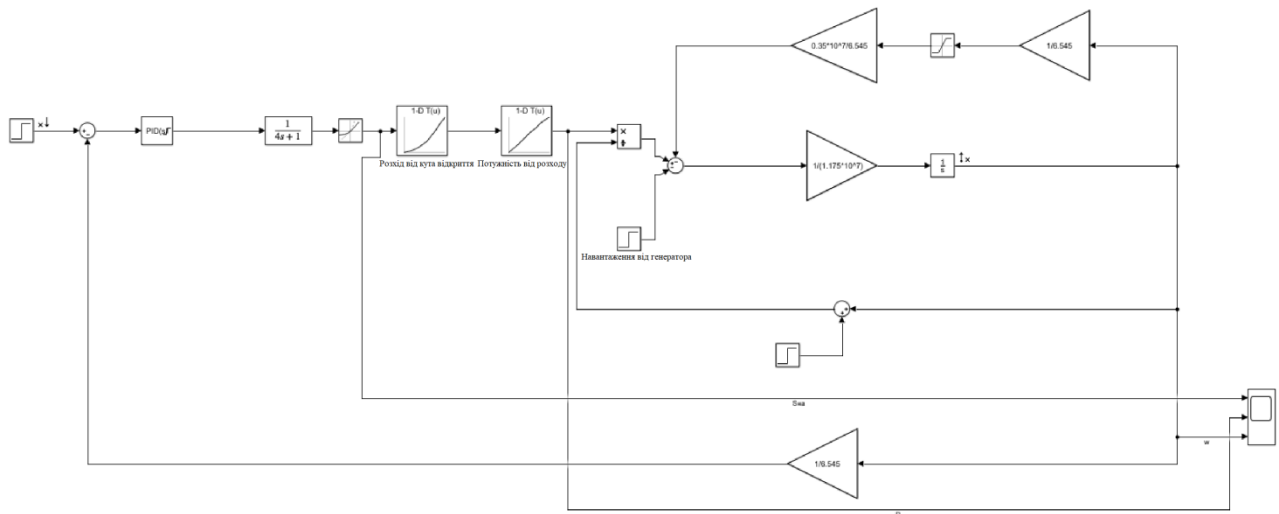 0.35*10^7/6.545
1/6.545
1-D T(u)
1-D T(u)
PID(s)
1
4s + 1
Розхід від кута відкриття
Потужність від розходу
1/(1.175*10^7)
1
s
Навантаження від генератора
w
1/6.545